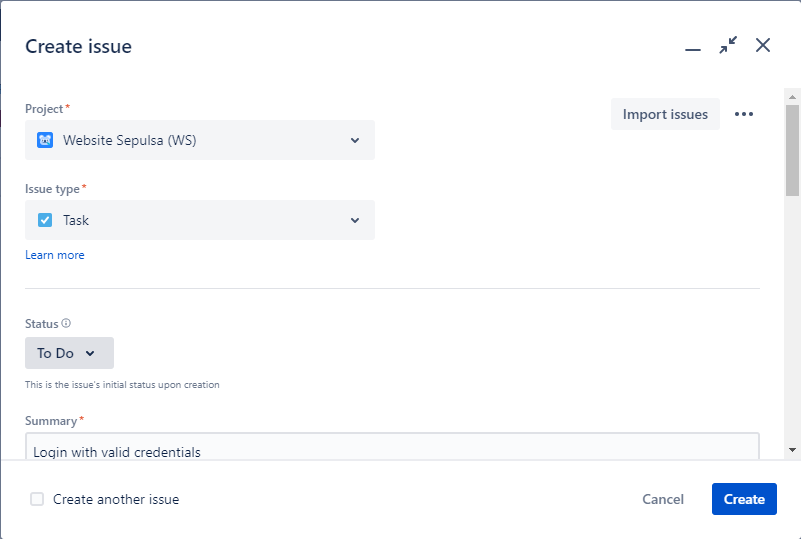 Create issue
Project*
Import issues
Website Sepulsa (WS)
Issue type*
Task
Learn more
Status
To Do
This is the issue's initial status upon creation
Summary*
Login with valid credentials
Create another issue
Cancel
Create